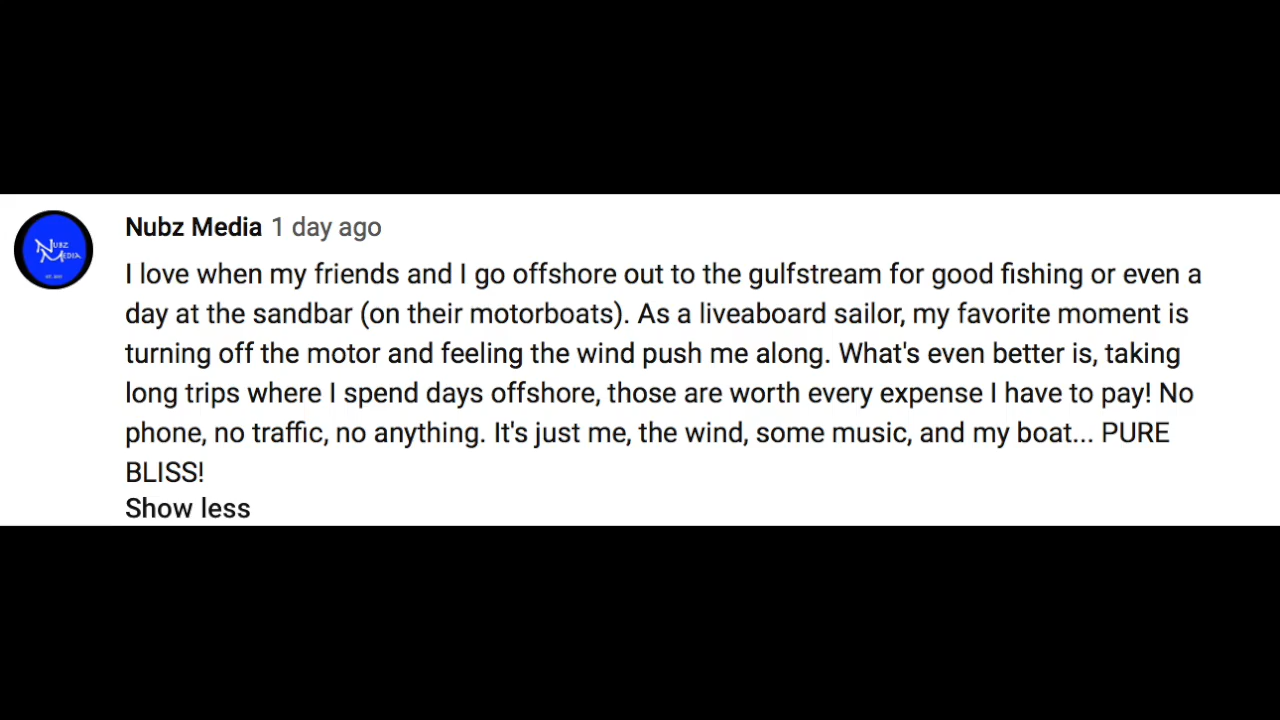 Nubz Media 1 day ago
I love when my friends and I go offshore out to the gulfstream for good fishing or even a
day at the sandbar (on their motorboats). As a liveaboard sailor, my favorite moment is
turning off the motor and feeling the wind push me along. What's even better is, taking
long trips where I spend days offshore, those are worth every expense I have to pay! No
phone, no traffic, no anything. It's just me, the wind, some music, and my boat... PURE
BLISS!
Show less
NUBZ
MEDIA